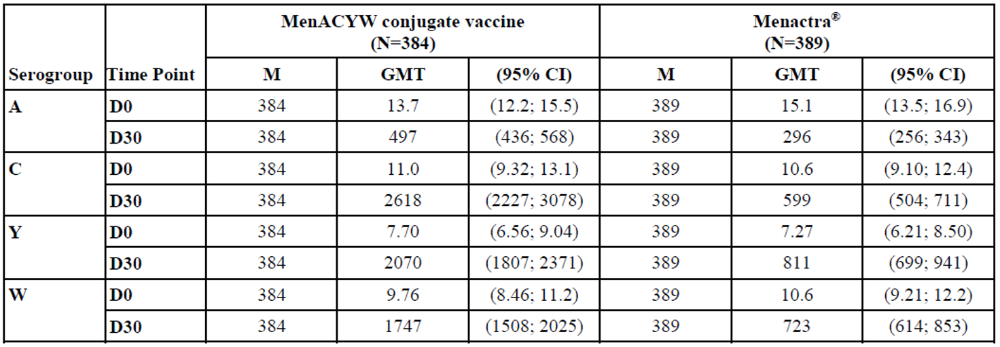 MenACYW conjugate vaccine (N=384) Menactra® (N=389)
Serogroup Time Point M GMT (95% CI) M GMT (95% CI)
A D0 384 13.7 (12.2; 15.5) 389 15.1 (13.5; 16.9)
D30 384 497 (436; 568) 389 296 (256; 343)
C D0 384 11.0 (9.32; 13.1) 389 10.6 (9.10; 12.4)
D30 384 2618 (2227; 3078) 389 599 (504; 711)
Y D0 384 7.70 (6.56; 9.04) 389 7.27 (6.21; 8.50)
D30 384 2070 (1807; 2371) 389 811 (699; 941)
W D0 384 9.76 (8.46; 11.2) 389 10.6 (9.21; 12.2)
D30 384 1747 (1508; 2025) 389 723 (614; 853)